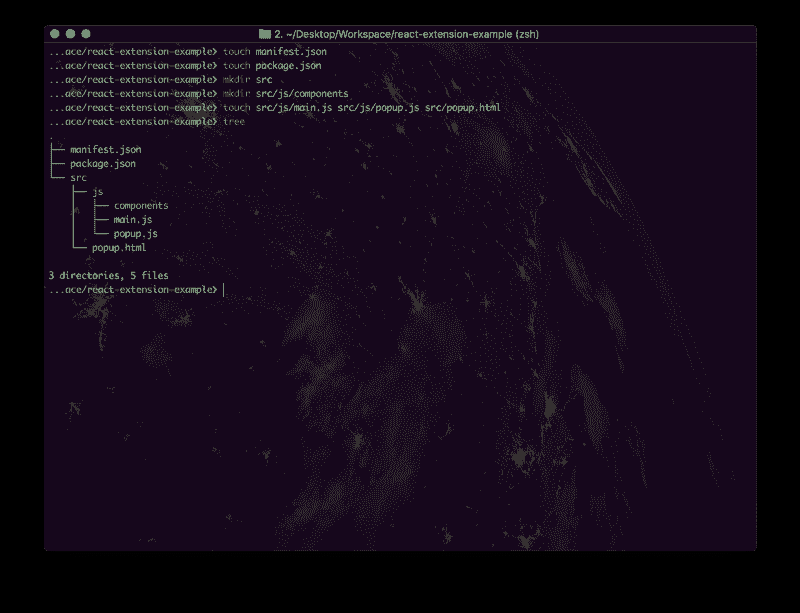 2. ~/Desktop/Workspace/react-extension-example (zsh)
...ace/react-extension-example> touch manifest.json
...ace/react-extension-example> touch package.json
...ace/react-extension-example> mkdir src
...ace/react-extension-example> mkdir src/js/components
...ace/react-extension-example> touch src/js/main.js src/js/popup.js src/popup.html
...ace/react-extension-example> tree
.
├── manifest.json
├── package.json
└── src
    ├── js
    │   ├── components
    │   ├── main.js
    │   └── popup.js
    └── popup.html
3 directories, 5 files
...ace/react-extension-example>